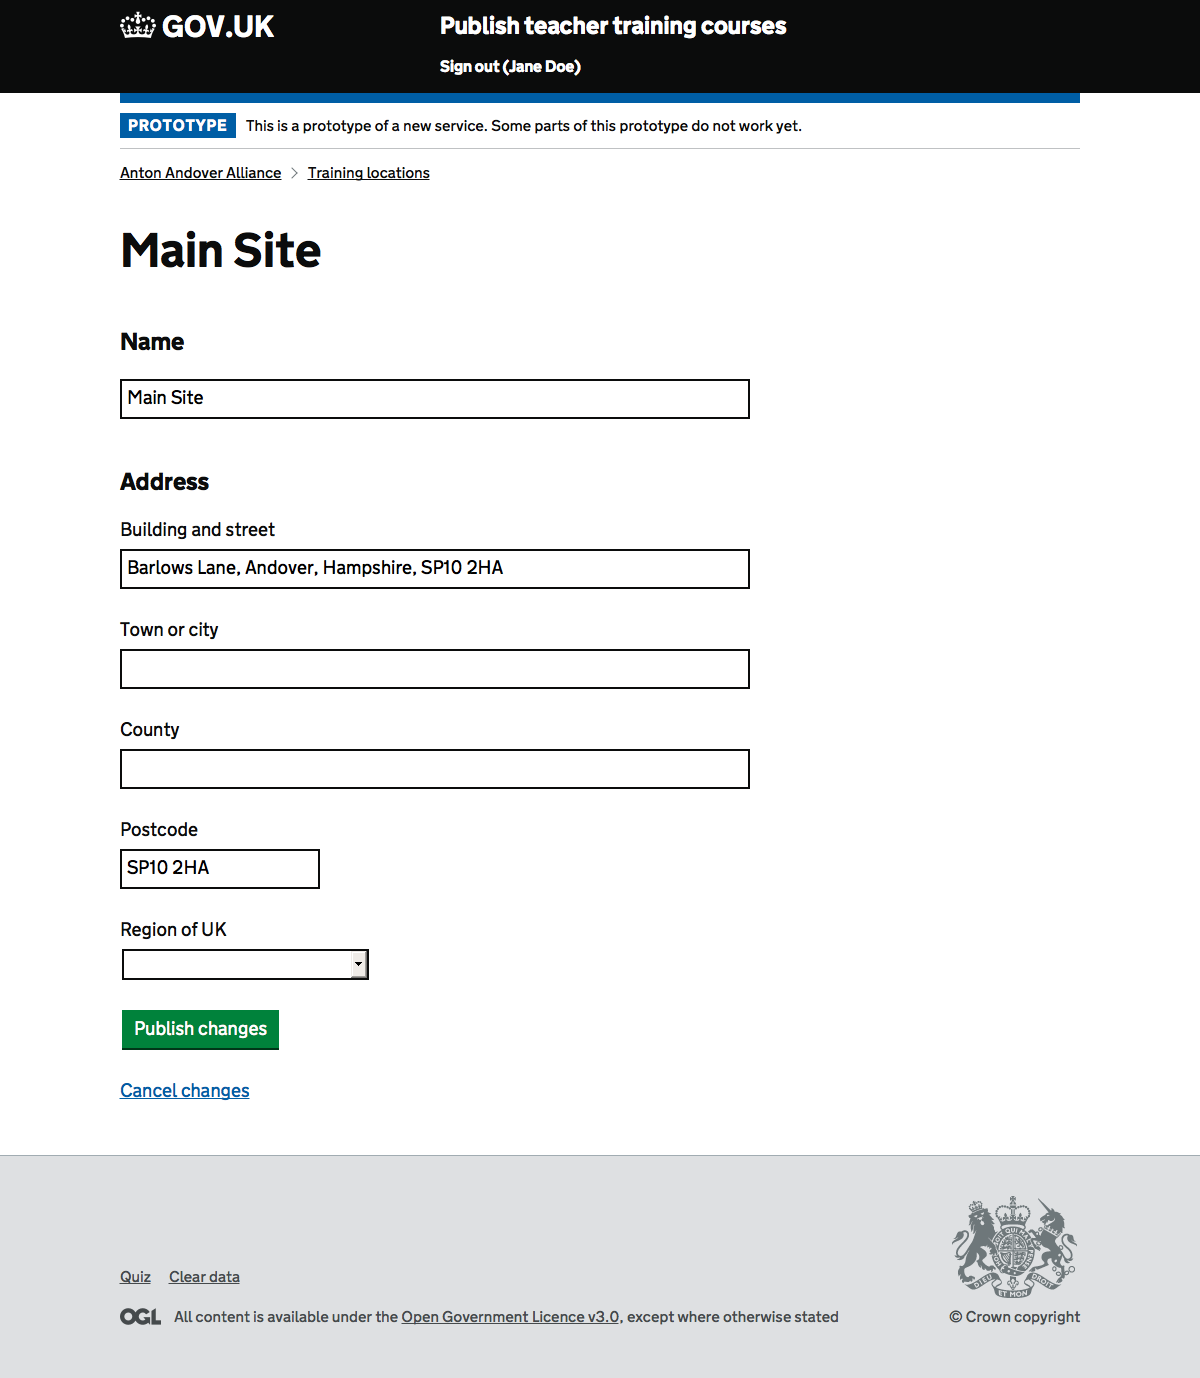 GOV.UK
Publish teacher training courses
Sign out (Jane Doe)
PROTOTYPE This is a prototype of a new service. Some parts of this prototype do not work yet.
Anton Andover Alliance > Training locations
Main Site
Name
Main Site
Address
Building and street
Barlows Lane, Andover, Hampshire, SP10 2HA
Town or city
County
Postcode
SP10 2HA
Region of UK
Publish changes
Cancel changes
Quiz Clear data
OGL All content is available under the Open Government Licence v3.0, except where otherwise stated
DIEU ET MON DROIT
© Crown copyright